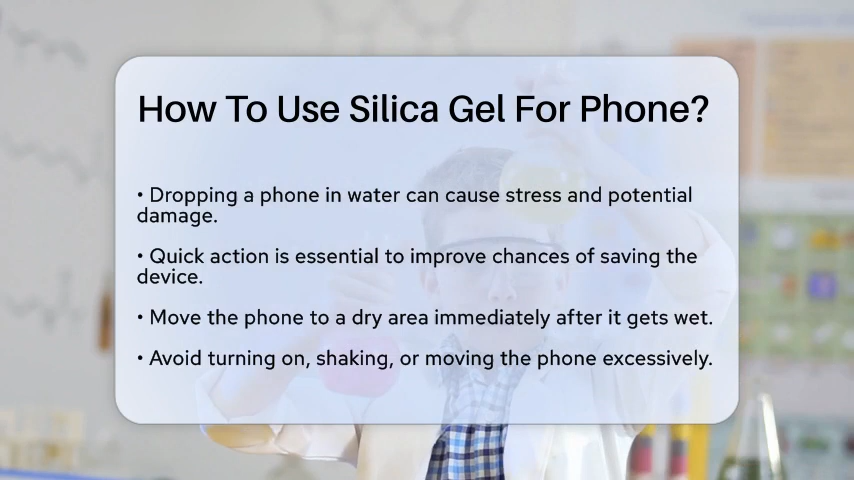 How To Use Silica Gel For Phone?
• Dropping a phone in water can cause stress and potential
damage.
• Quick action is essential to improve chances of saving the
device.
• Move the phone to a dry area immediately after it gets wet.
• Avoid turning on, shaking, or moving the phone excessively.